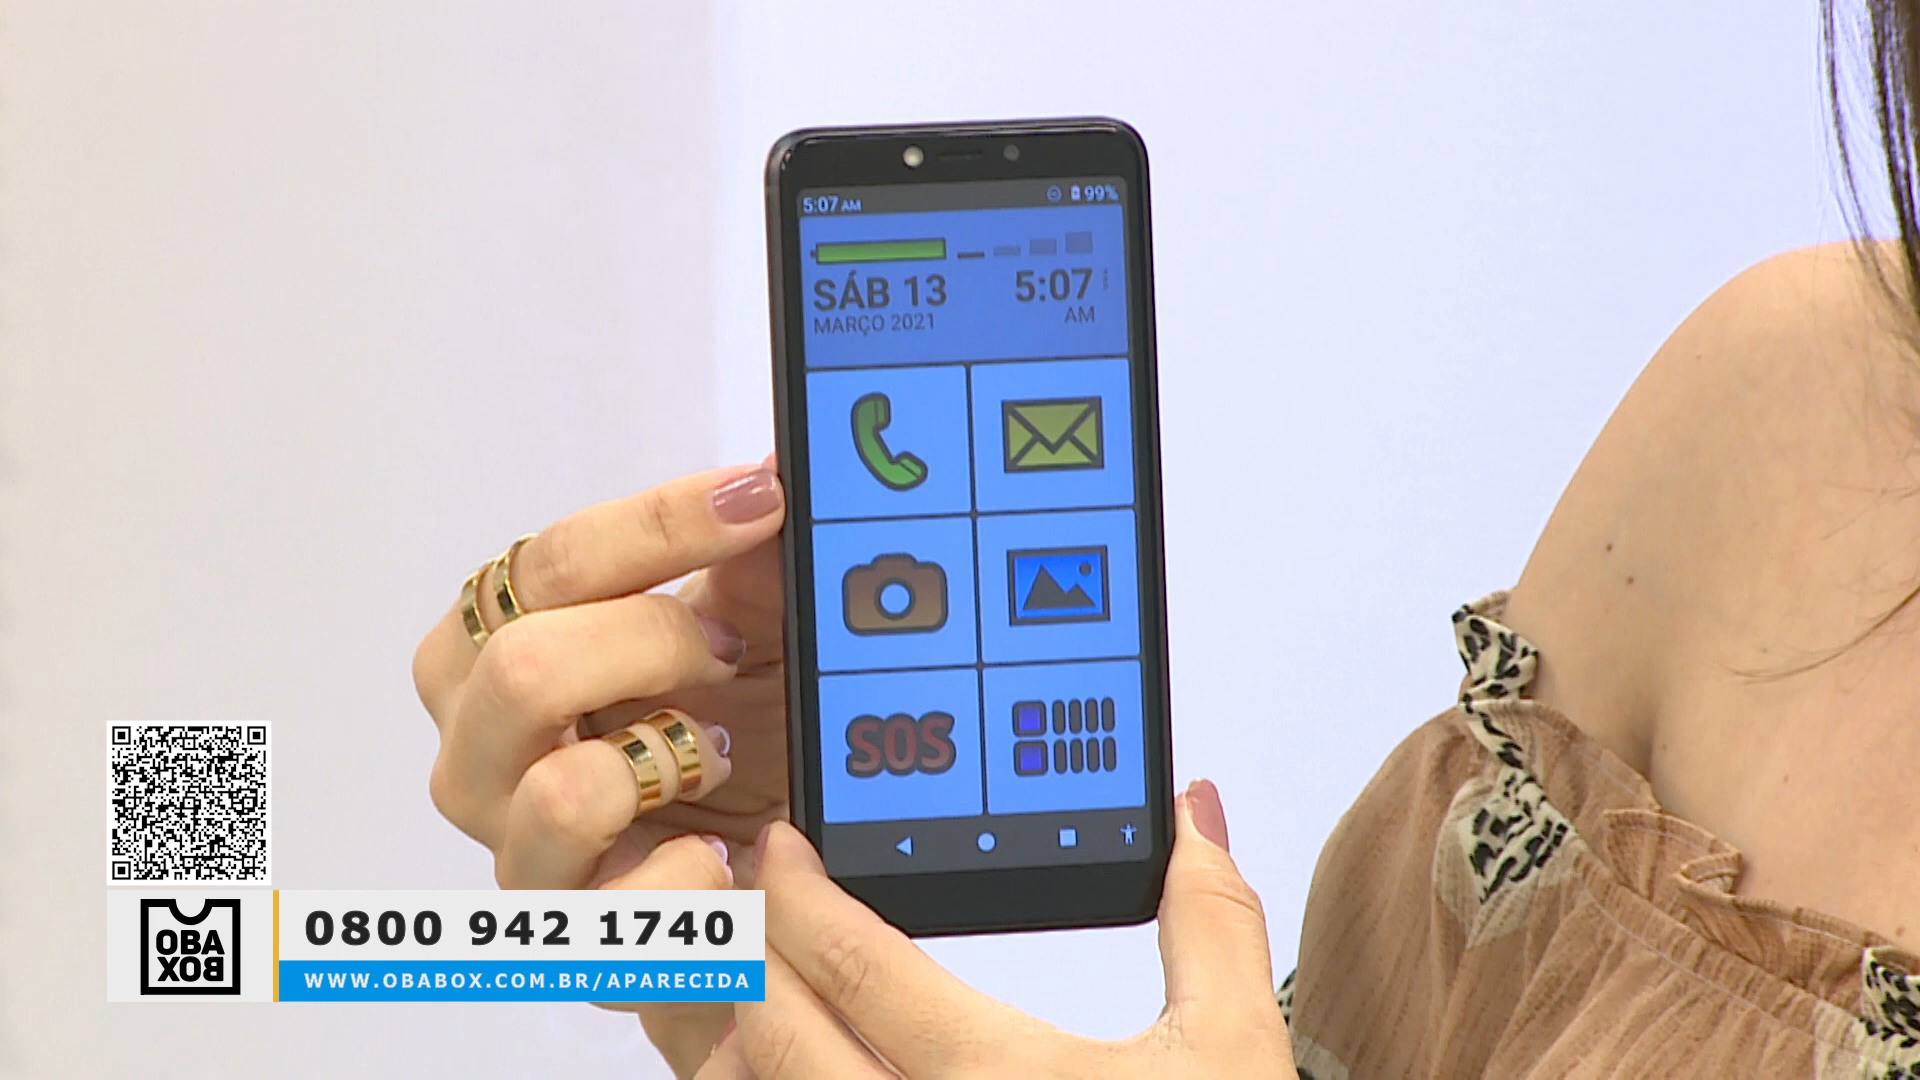 5:07 AM 99%
SÁB 13 5:07
MARÇO 2021 AM
SOS
OBA
BOX
0800 942 1740
WWW.OBABOX.COM.BR/APARECIDA